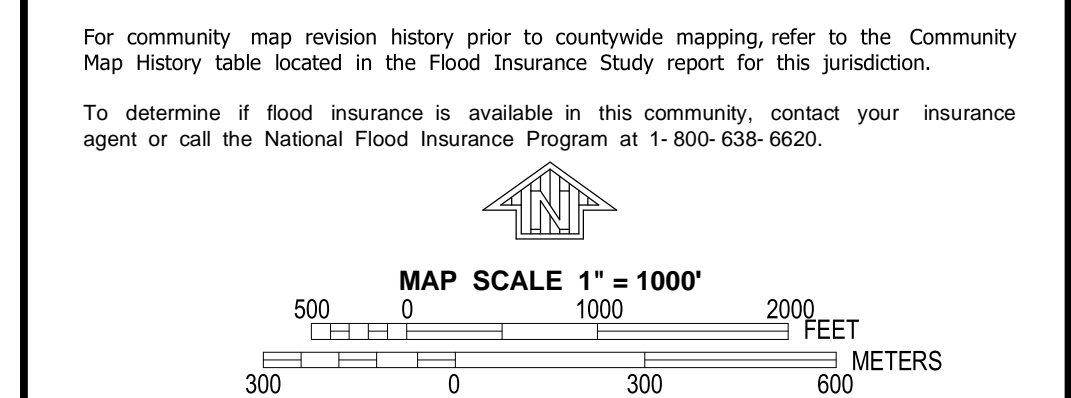 For community map revision history prior to countywide mapping, refer to the Community
Map History table located in the Flood Insurance Study report for this jurisdiction.
To determine if flood insurance is available in this community, contact your insurance
agent or call the National Flood Insurance Program at 1- 800- 638- 6620.
N
MAP SCALE 1" = 1000'
500 0 1000 2000
FEET
METERS
300 0 300 600